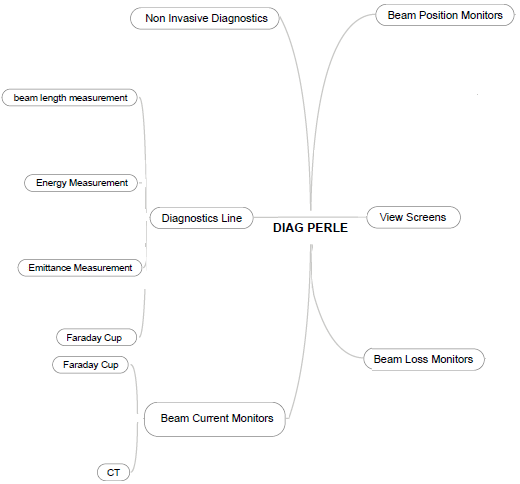 Non Invasive Diagnostics
Beam Position Monitors
beam length measurement
Energy Measurement
Diagnostics Line
View Screens
DIAG PERLE
Emittance Measurement
Faraday Cup
Faraday Cup
Beam Loss Monitors
Beam Current Monitors
CT